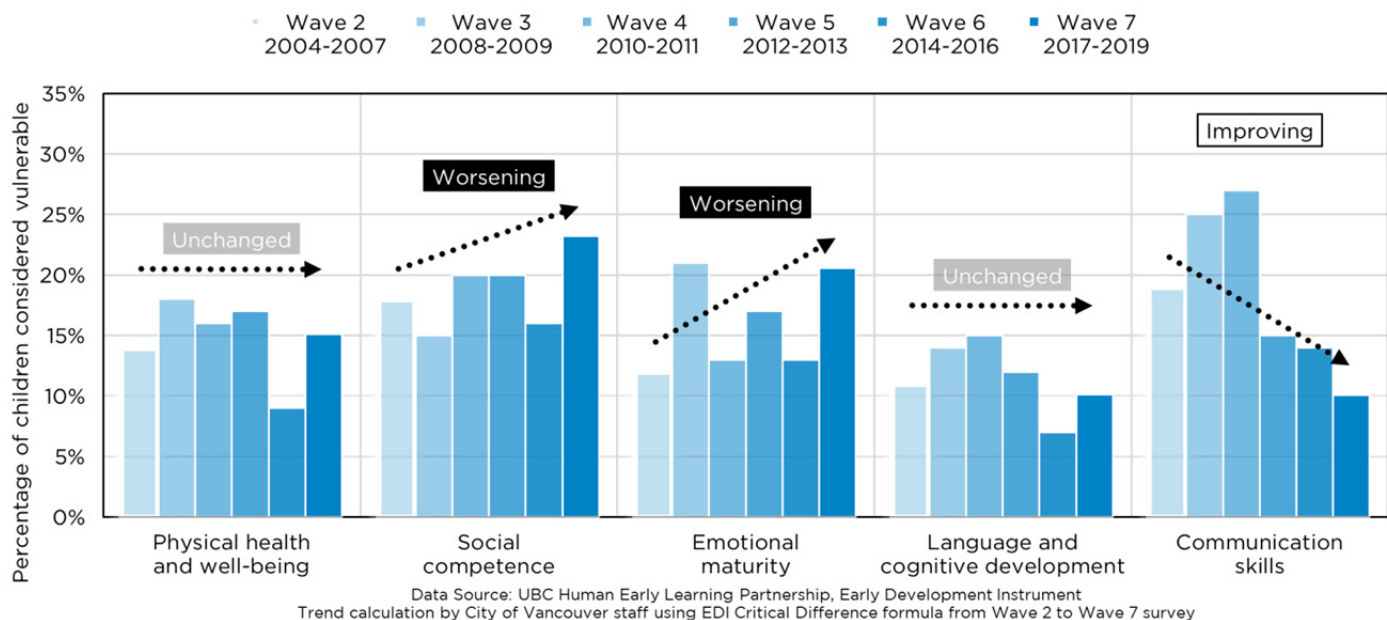 Wave 2 Wave 3 Wave 4 Wave 5 Wave 6 Wave 7
2004-2007 2008-2009 2010-2011 2012-2013 2014-2016 2017-2019
Percentage of children considered vulnerable
35%
30%
25%
20%
15%
10%
5%
0%
Unchanged
Worsening
Worsening
Unchanged
Improving
Physical health
and well-being
Social
competence
Emotional
maturity
Language and
cognitive development
Communication
skills
Data Source: UBC Human Early Learning Partnership, Early Development Instrument
Trend calculation by City of Vancouver staff using EDI Critical Difference formula from Wave 2 to Wave 7 survey